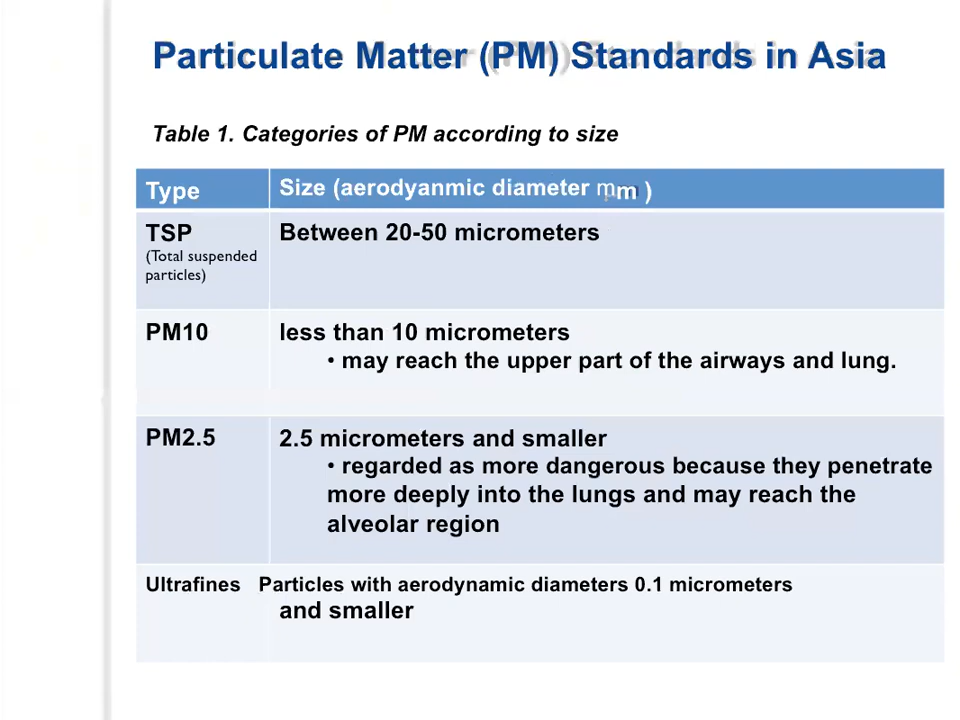 Particulate Matter (PM) Standards in Asia
Table 1. Categories of PM according to size
Type
Size (aerodyanmic diameter m )
TSP
(Total suspended
particles)
Between 20-50 micrometers
PM10
less than 10 micrometers
• may reach the upper part of the airways and lung.
PM2.5
2.5 micrometers and smaller
• regarded as more dangerous because they penetrate
more deeply into the lungs and may reach the
alveolar region
Ultrafines
Particles with aerodynamic diameters 0.1 micrometers
and smaller